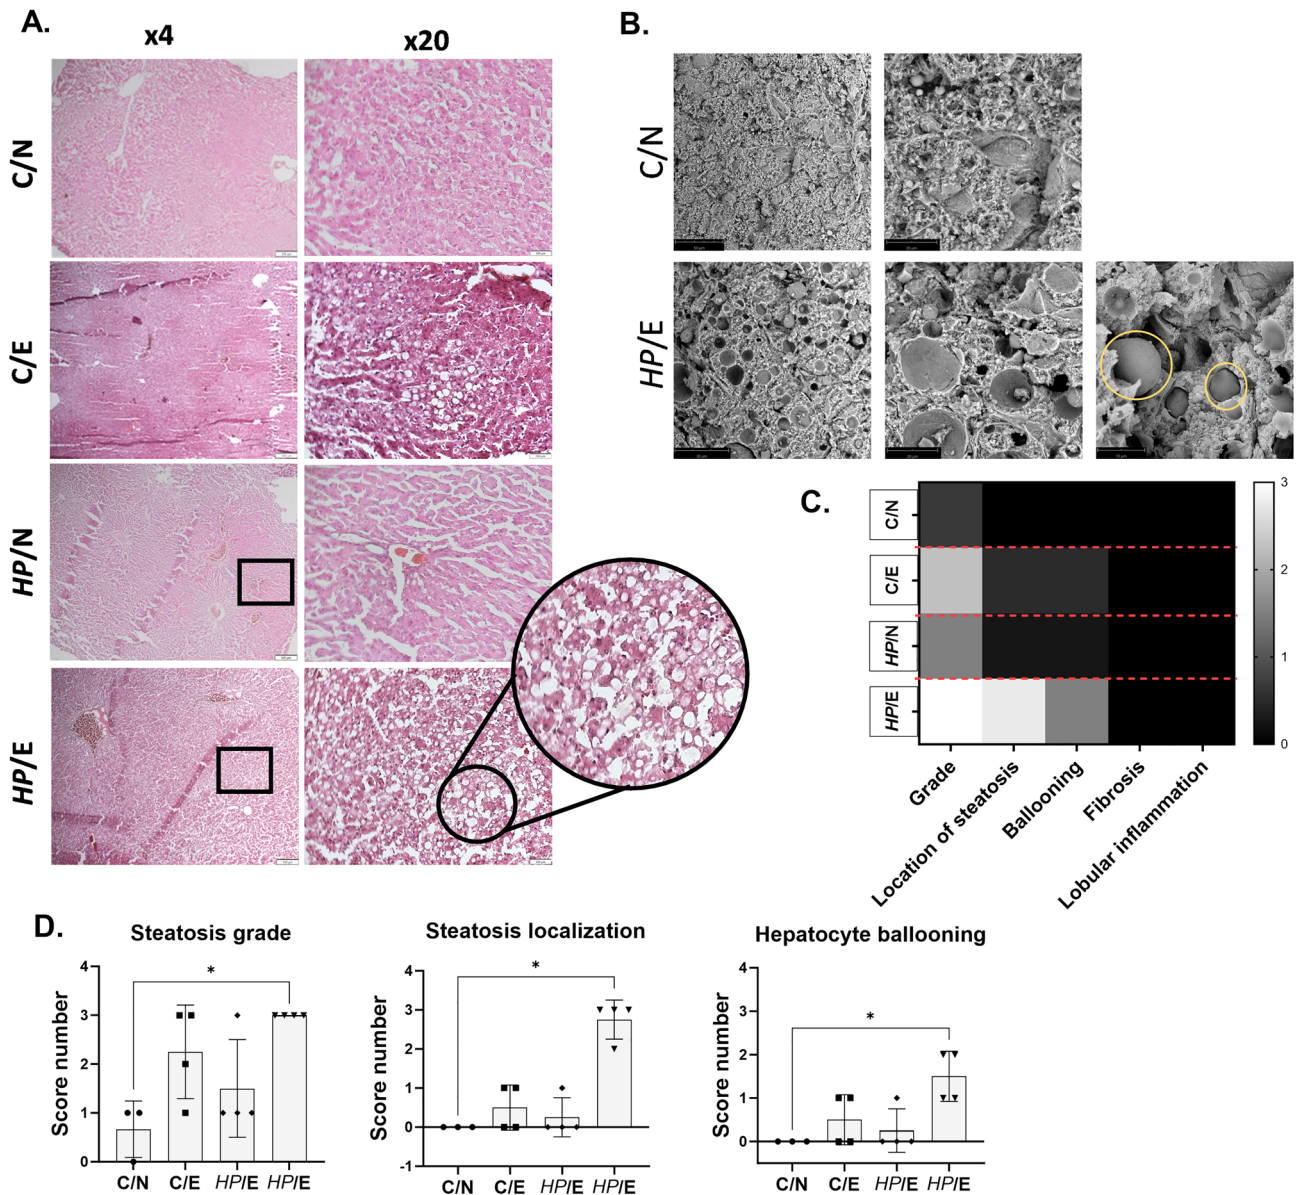 A.
x4
x20
C/N
C/E
HP/N
HP/E
B.
C/N
HP/E
C.
C/N
C/E
HP/N
HP/E
3
2
1
0
Grade
Location of steatosis
Ballooning
Fibrosis
Lobular inflammation
D.
Steatosis grade
Score number
4
3
2
1
0
*
C/N C/E HP/E HP/E
Steatosis localization
Score number
4
3
2
1
0
-1
*
C/N C/E HP/E HP/E
Hepatocyte ballooning
Score number
4
3
2
1
0
*
C/N C/E HP/E HP/E